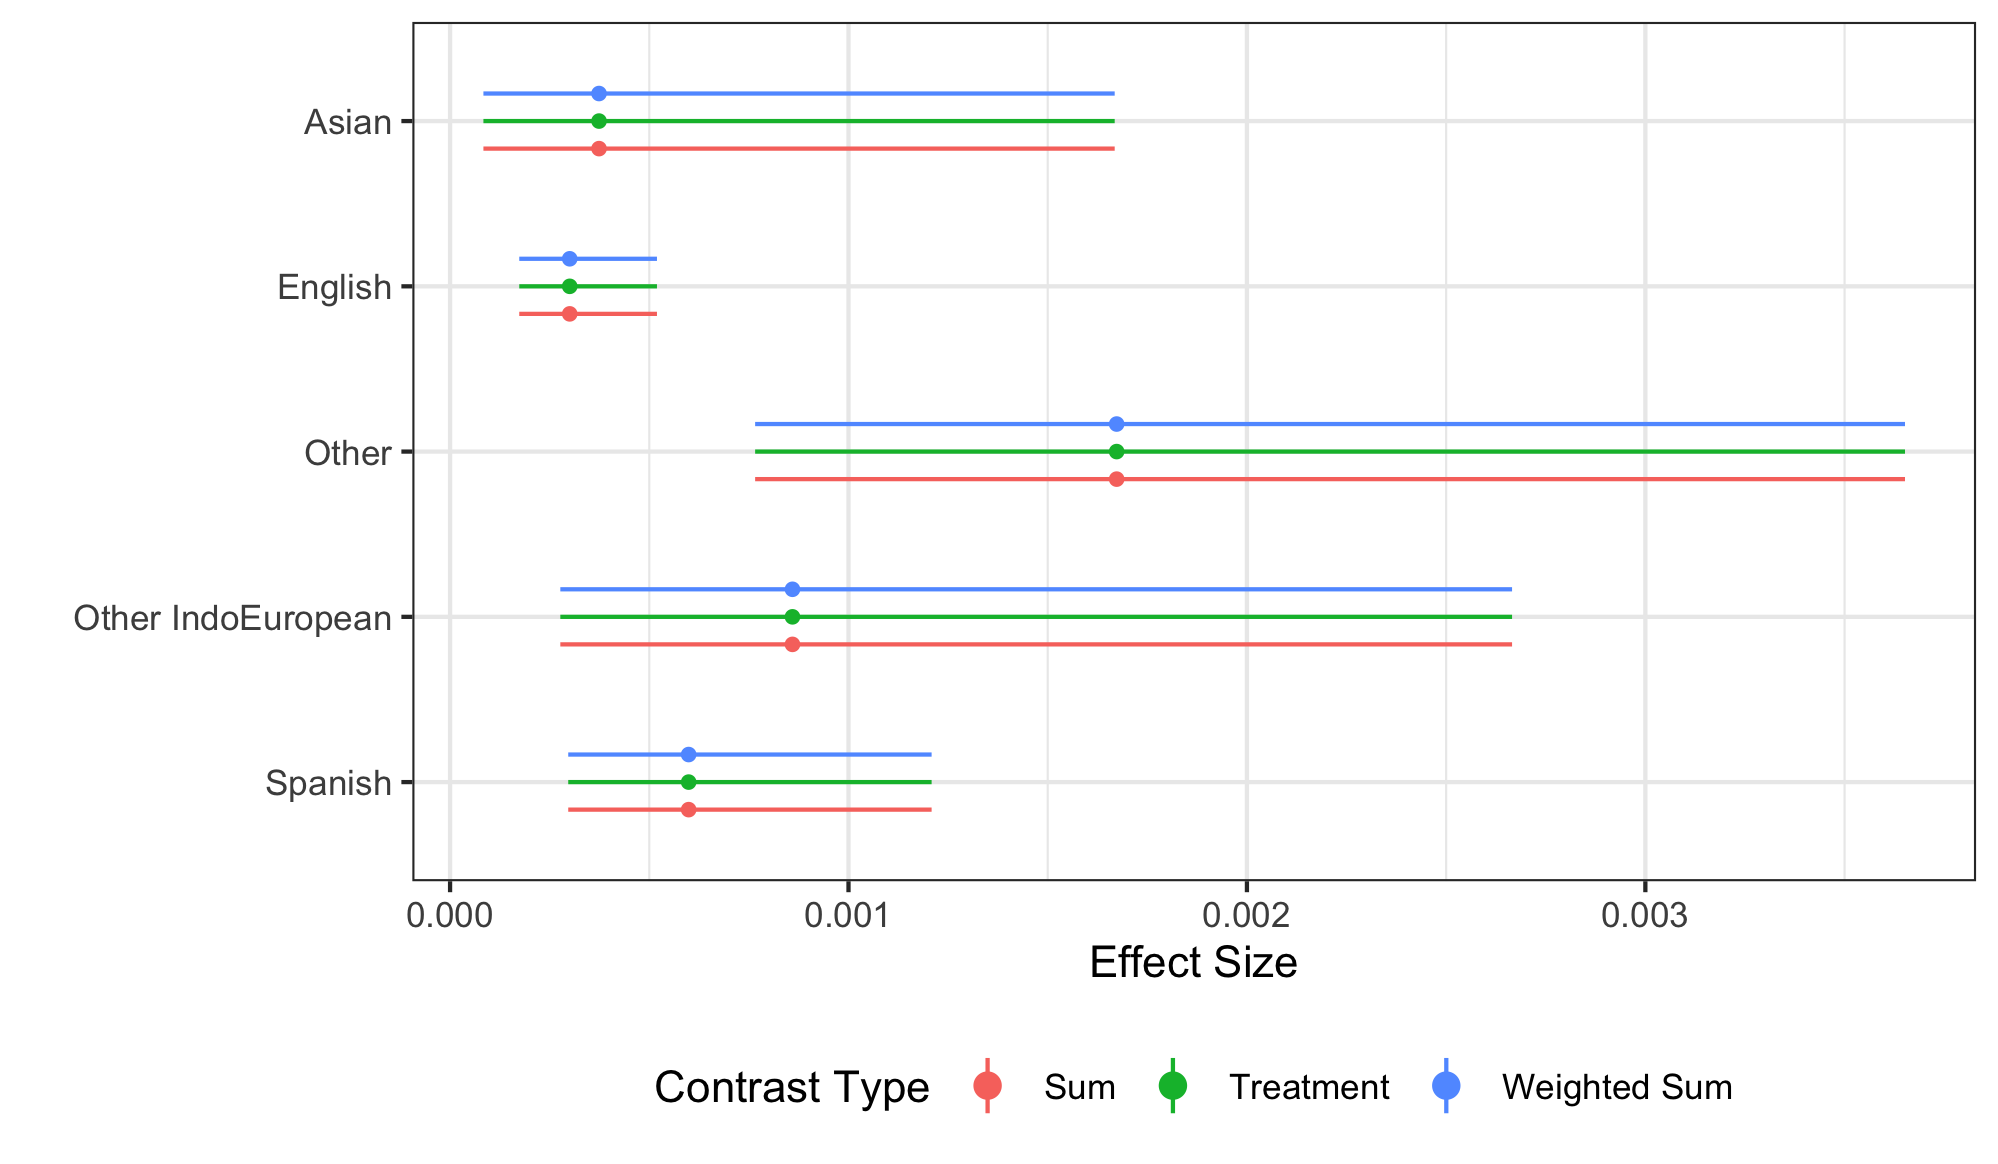 Asian
English
Other
Other IndoEuropean
Spanish
0.000 0.001 0.002 0.003
Effect Size
Contrast Type Sum Treatment Weighted Sum